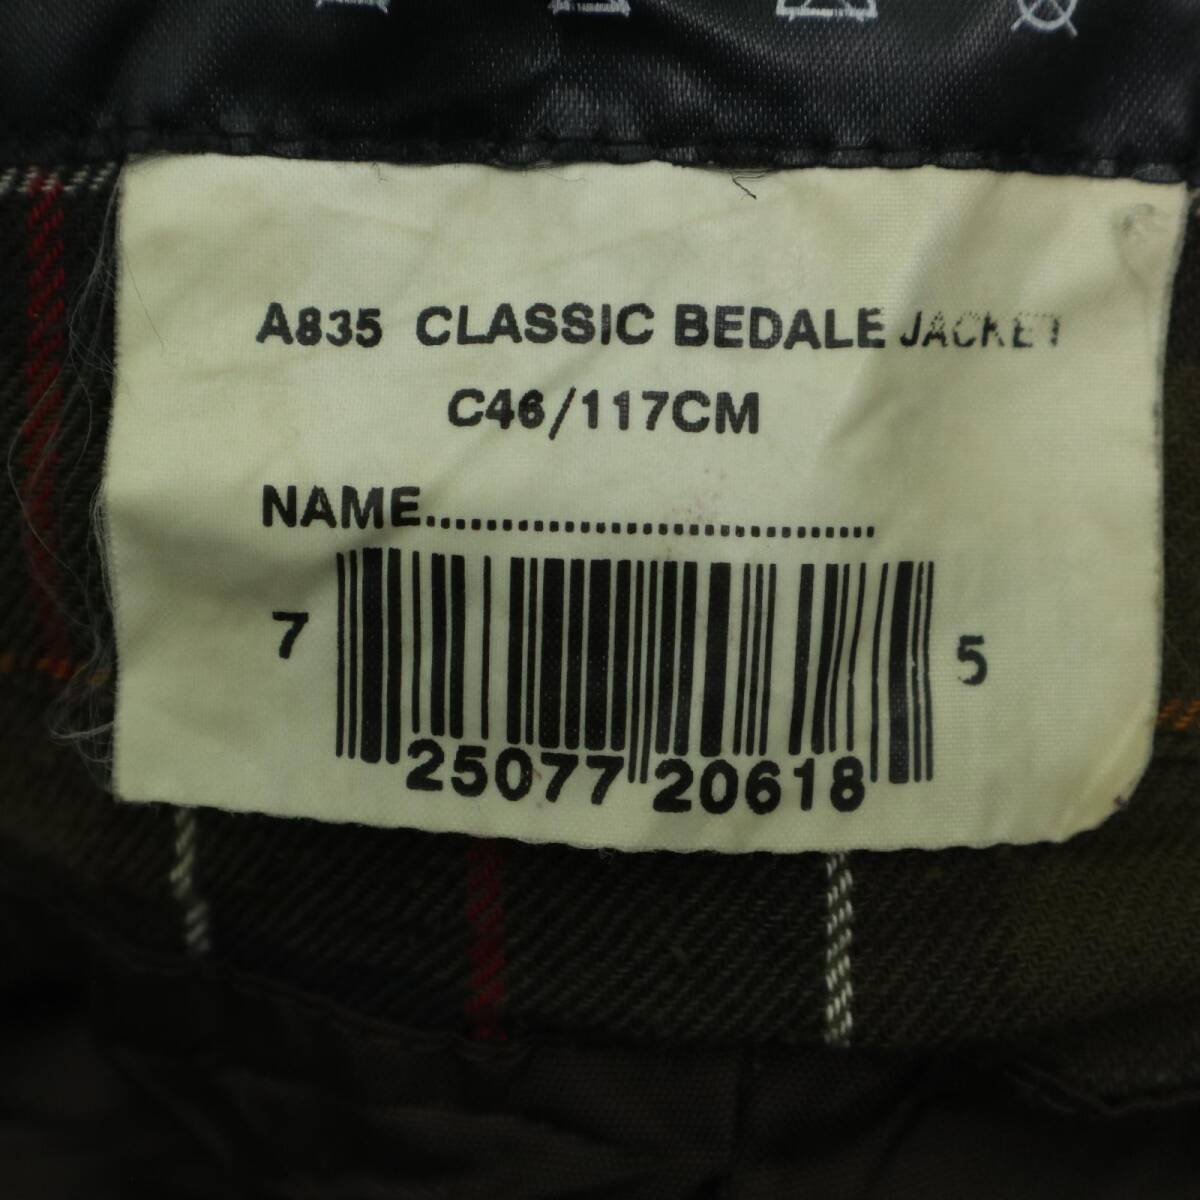 A835 CLASSIC BEDALE JACKET
C46/117CM
NAME..............................
7 25077 20618 5